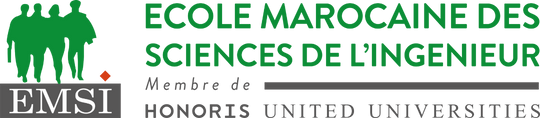 EMSI
ECOLE MAROCAINE DES
SCIENCES DE L'INGENIEUR
Membre de
HONORIS UNITED UNIVERSITIES